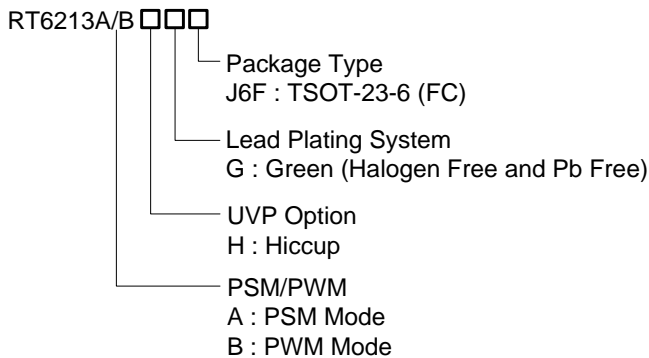 RT6213A/B
Package Type
J6F : TSOT-23-6 (FC)
Lead Plating System
G : Green (Halogen Free and Pb Free)
UVP Option
H : Hiccup
PSM/PWM
A : PSM Mode
B : PWM Mode